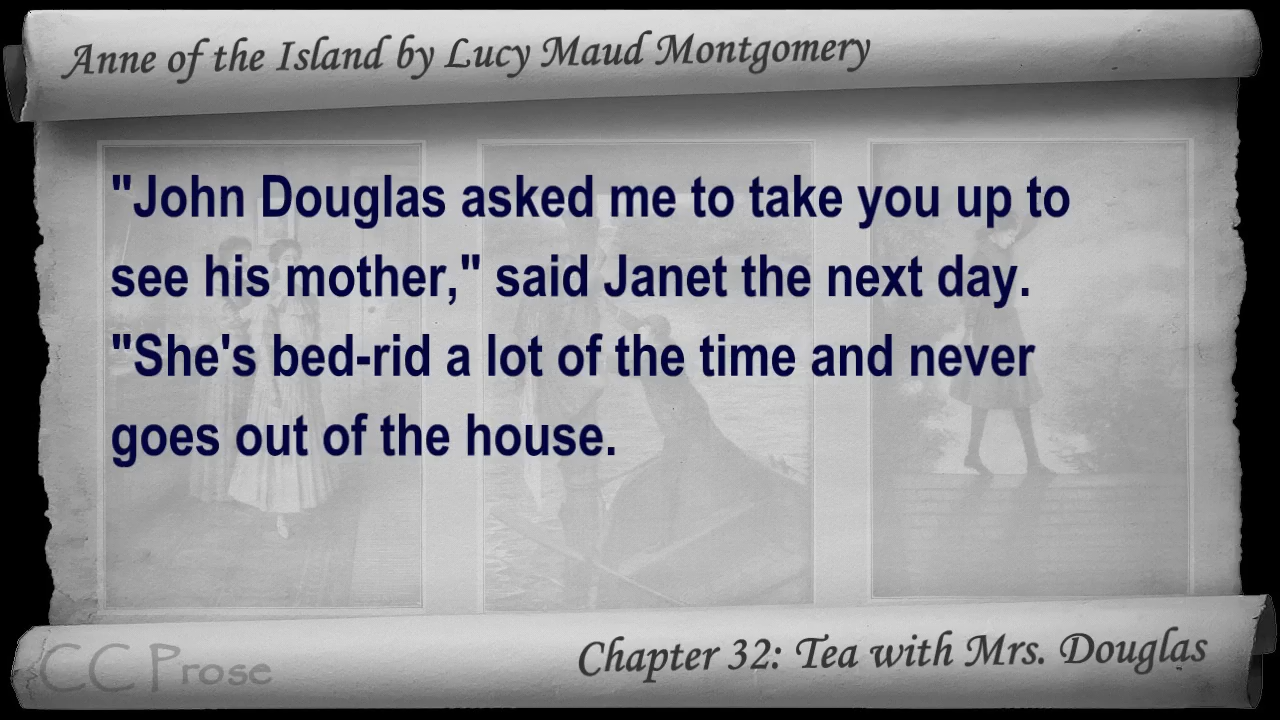 Anne of the Island by Lucy Maud Montgomery
"John Douglas asked me to take you up to
see his mother," said Janet the next day.
"She's bed-rid a lot of the time and never
goes out of the house.
CC Prose
Chapter 32: Tea with Mrs. Douglas